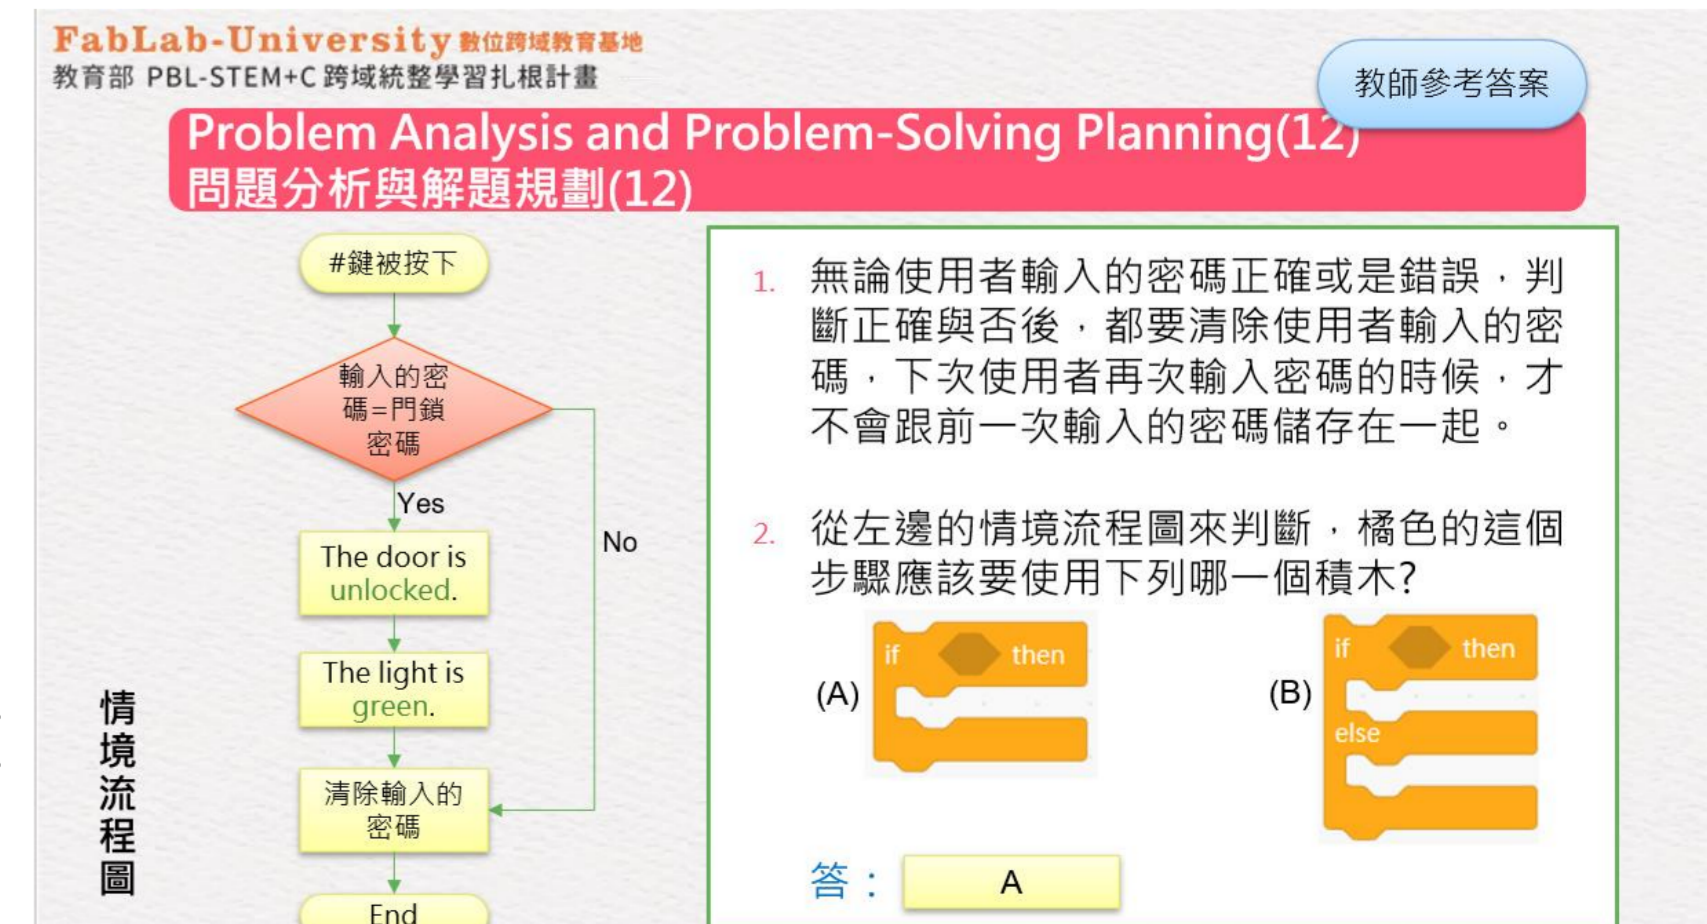 FabLab-University 數位跨域教育基地
教育部 PBL-STEM+C 跨域統整學習扎根計畫
教師參考答案
Problem Analysis and Problem-Solving Planning(12)
問題分析與解題規劃(12)
#鍵被按下
輸入的密
碼=門鎖
密碼
Yes
No
The door is
unlocked.
The light is
green.
清除輸入的
密碼
End
情境流程圖
1. 無論使用者輸入的密碼正確或是錯誤，判
斷正確與否後，都要清除使用者輸入的密
碼，下次使用者再次輸入密碼的時候，才
不會跟前一次輸入的密碼儲存在一起。
2. 從左邊的情境流程圖來判斷，橘色的這個
步驟應該要使用下列哪一個積木?
(A)
if then
(B)
if then
else
答：
A